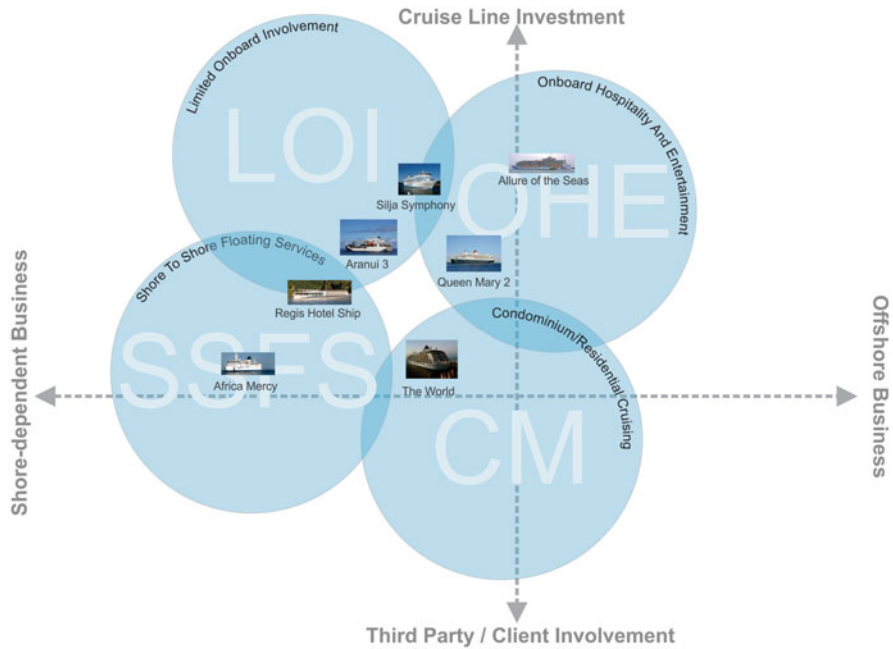 Cruise Line Investment
Limited Onboard Involvement
Onboard Hospitality And Entertainment
LOI
OHE
Allure of the Seas
Silja Symphony
Shore To Shore Floating Services
Aranui 3
Queen Mary 2
Regis Hotel Ship
Condominium/Residential Cruising
SSFS
Africa Mercy
The World
CM
Shore-dependent Business
Offshore Business
Third Party / Client Involvement